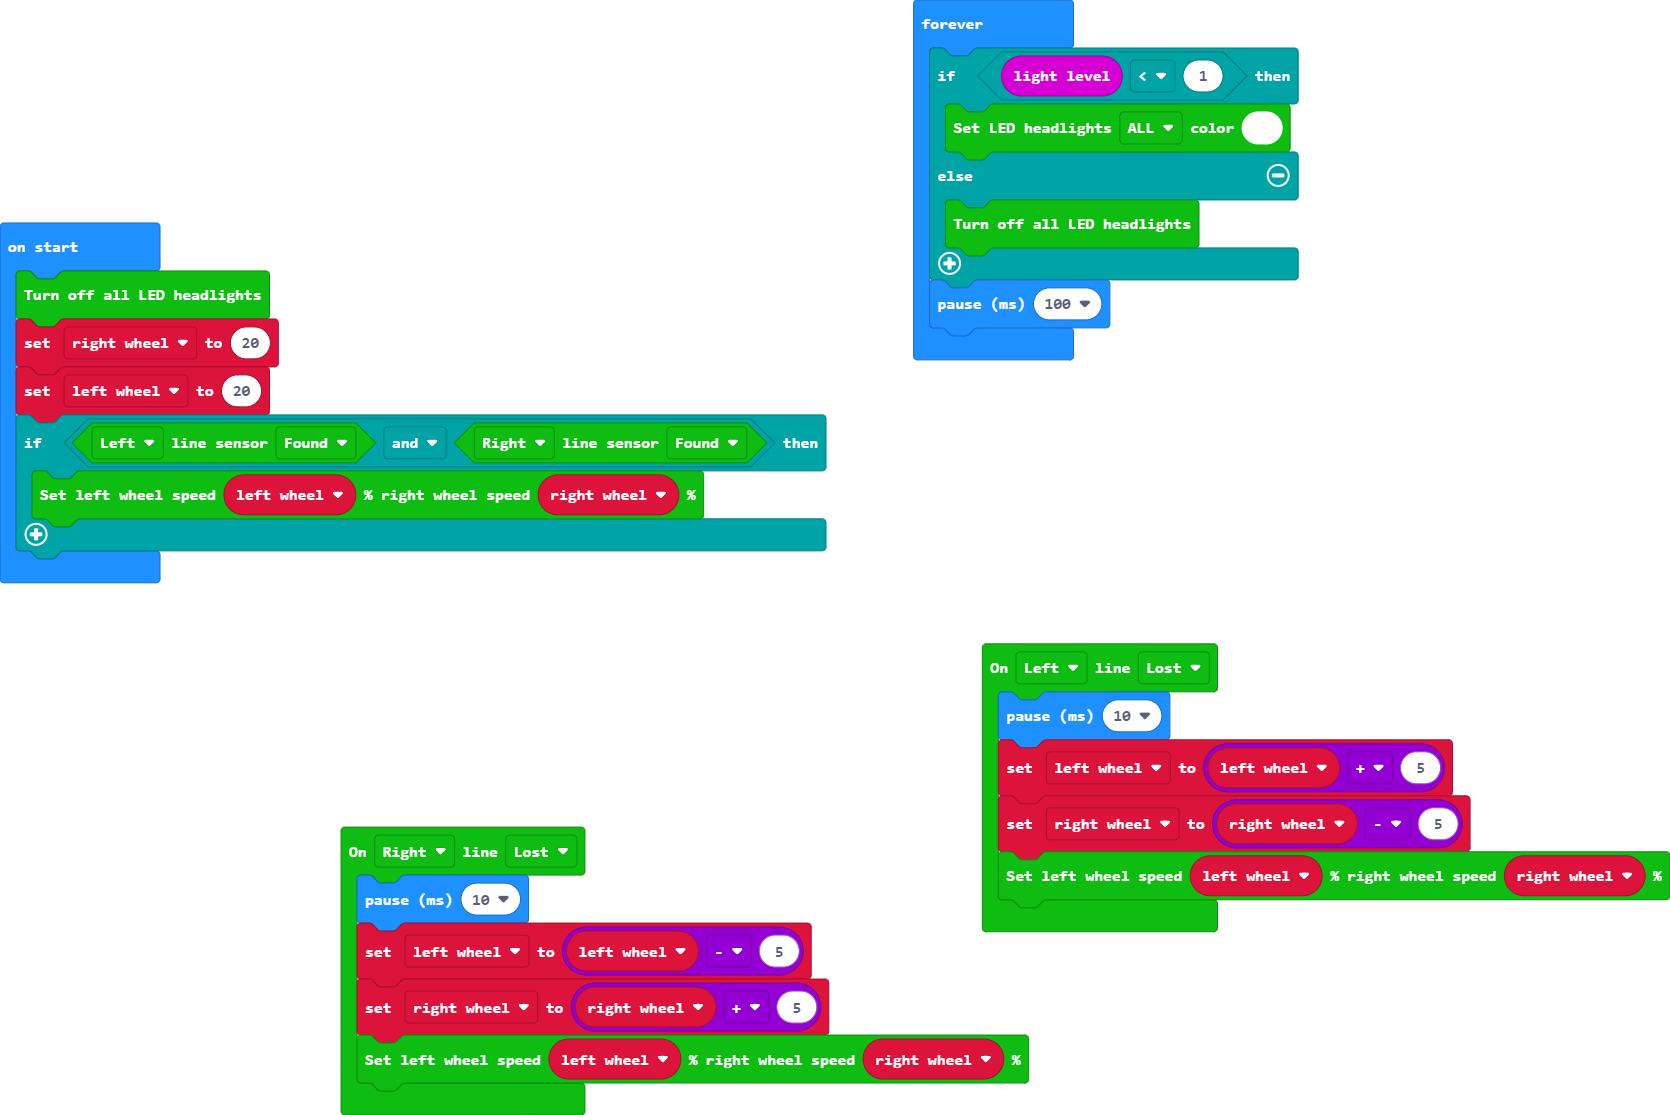 forever
if light level < 1 then
Set LED headlights ALL color
else
Turn off all LED headlights
pause (ms) 100
on start
Turn off all LED headlights
set right wheel to 20
set left wheel to 20
if Left line sensor Found and Right line sensor Found then
Set left wheel speed left wheel % right wheel speed right wheel %
On Left line Lost
pause (ms) 10
set left wheel to left wheel + 5
set right wheel to right wheel - 5
Set left wheel speed left wheel % right wheel speed right wheel %
On Right line Lost
pause (ms) 10
set left wheel to left wheel - 5
set right wheel to right wheel + 5
Set left wheel speed left wheel % right wheel speed right wheel %